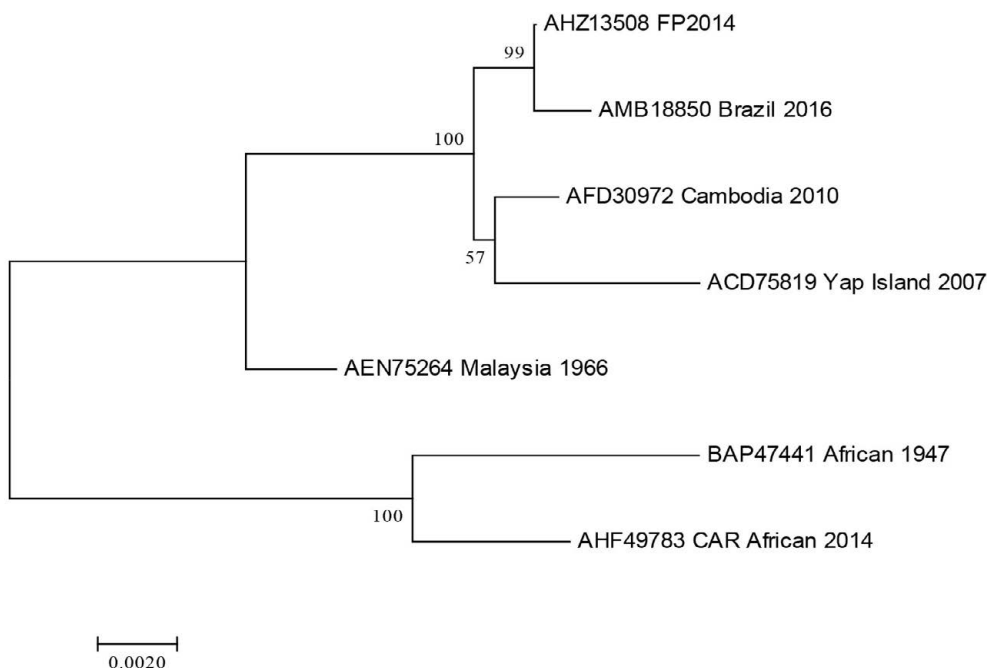 AHZ13508 FP2014
99
AMB18850 Brazil 2016
100
AFD30972 Cambodia 2010
57
ACD75819 Yap Island 2007
AEN75264 Malaysia 1966
BAP47441 African 1947
100
AHF49783 CAR African 2014
0.0020